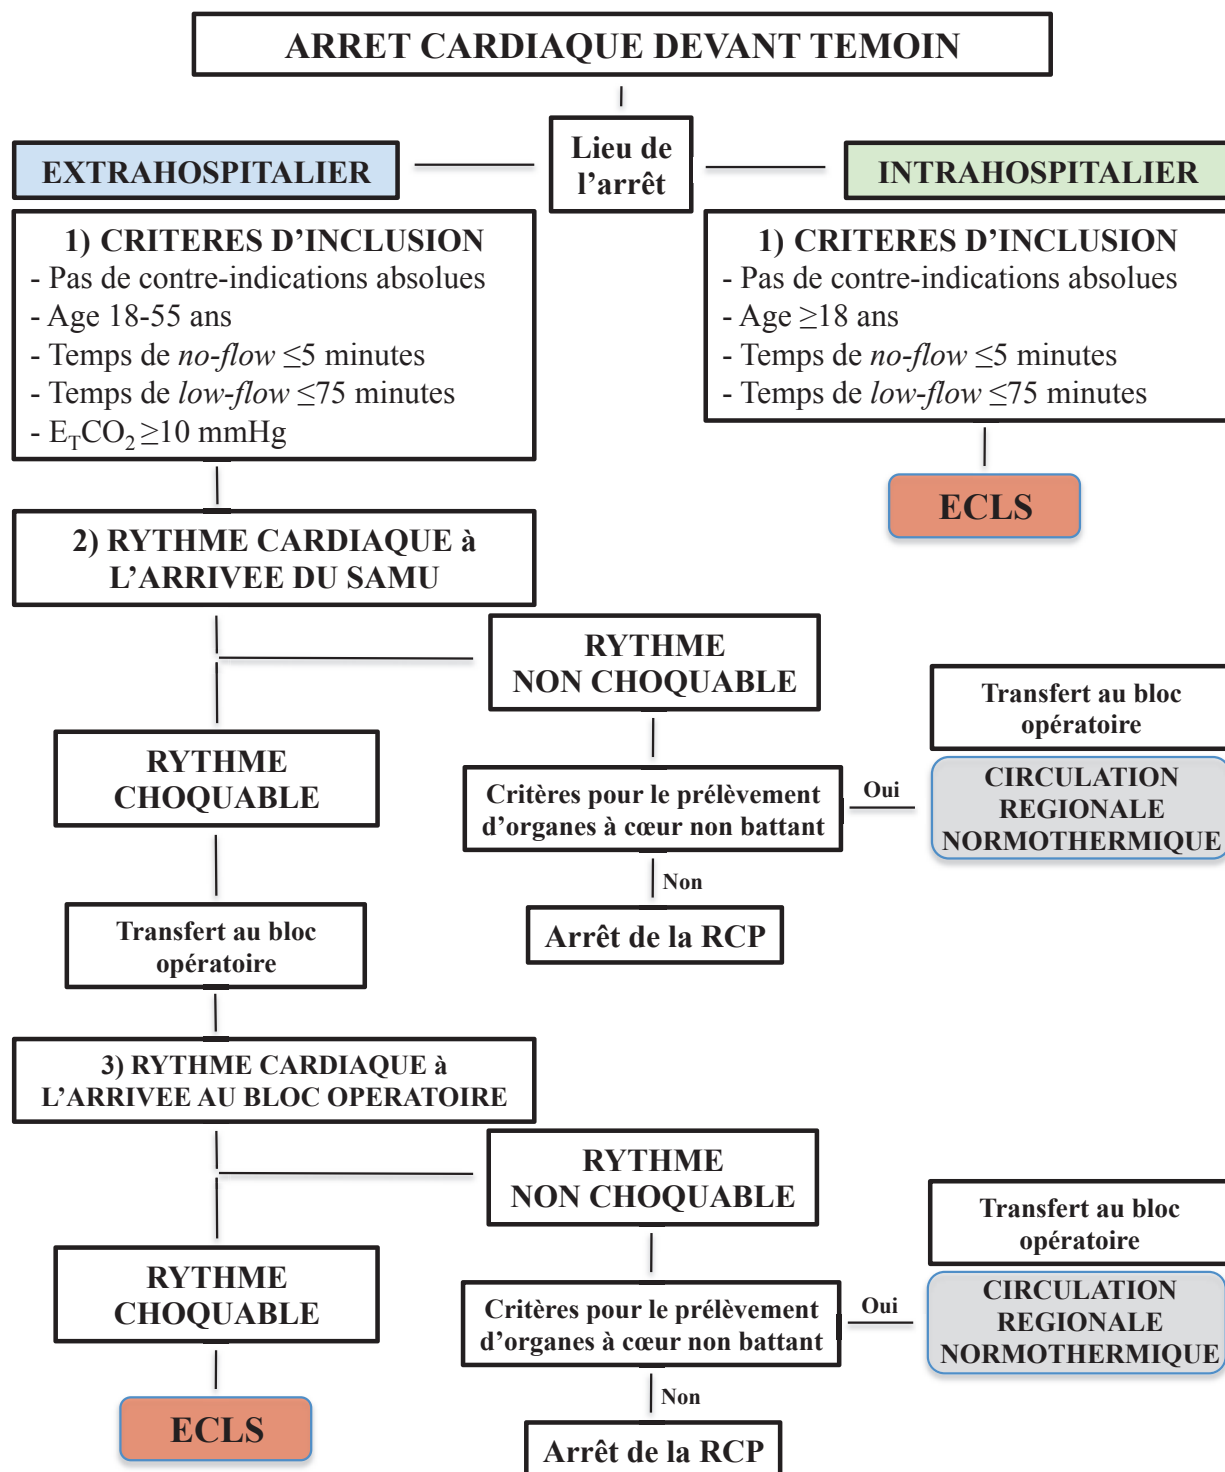 ARRET CARDIAQUE DEVANT TEMOIN
Lieu de
l'arrêt
EXTRAHOSPITALIER
1) CRITERES D'INCLUSION
- Pas de contre-indications absolues
- Age 18-55 ans
- Temps de no-flow ≤5 minutes
- Temps de low-flow ≤75 minutes
- ETCO2 ≥10 mmHg
INTRAHOSPITALIER
1) CRITERES D'INCLUSION
- Pas de contre-indications absolues
- Age ≥18 ans
- Temps de no-flow ≤5 minutes
- Temps de low-flow ≤75 minutes
ECLS
2) RYTHME CARDIAQUE à
L'ARRIVEE DU SAMU
RYTHME
NON CHOQUABLE
RYTHME
CHOQUABLE
Critères pour le prélèvement
d'organes à cœur non battant
Oui
Transfert au bloc
opératoire
CIRCULATION
REGIONALE
NORMOTHERMIQUE
Non
Arrêt de la RCP
Transfert au bloc
opératoire
3) RYTHME CARDIAQUE à
L'ARRIVEE AU BLOC OPERATOIRE
RYTHME
NON CHOQUABLE
RYTHME
CHOQUABLE
Critères pour le prélèvement
d'organes à cœur non battant
Oui
Transfert au bloc
opératoire
CIRCULATION
REGIONALE
NORMOTHERMIQUE
Non
Arrêt de la RCP
ECLS